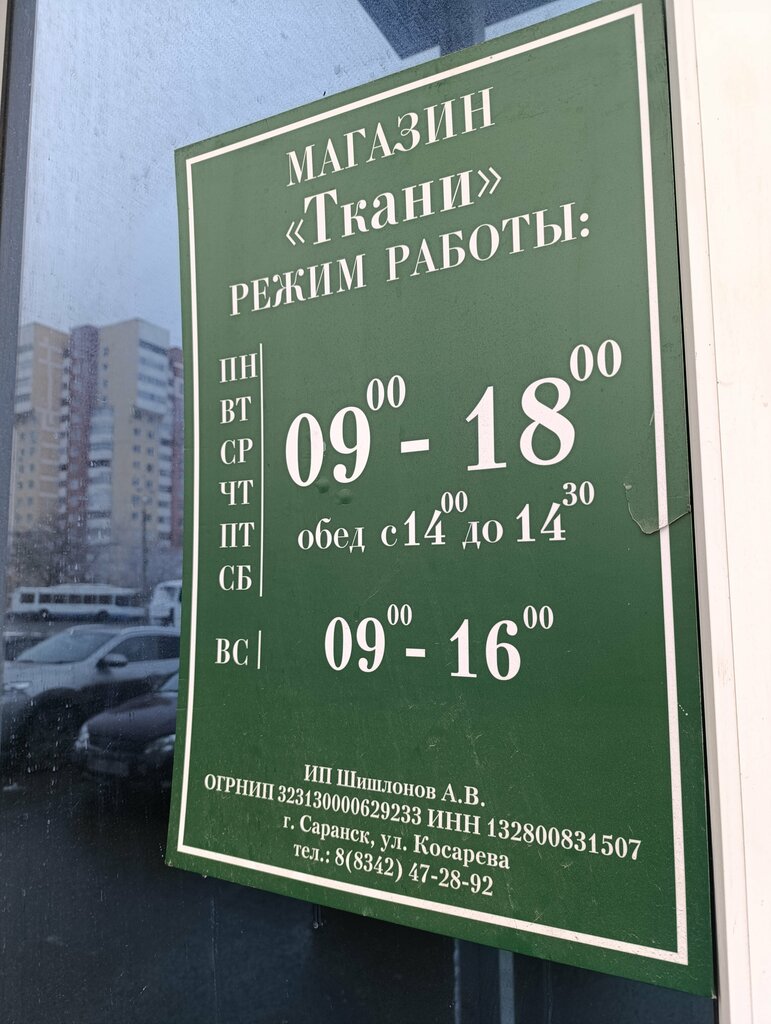 МАГАЗИН
«Ткани»
РЕЖИМ РАБОТЫ:
ПН
ВТ
СР
ЧТ
ПТ
СБ
09⁰⁰ - 18⁰⁰
обед с 14⁰⁰ до 14³⁰
ВС 09⁰⁰ - 16⁰⁰
ИП Шишлонов А.В.
ОГРНИП 323130000629233 ИНН 132800831507
г. Саранск, ул. Косарева
тел.: 8(8342) 47-28-92